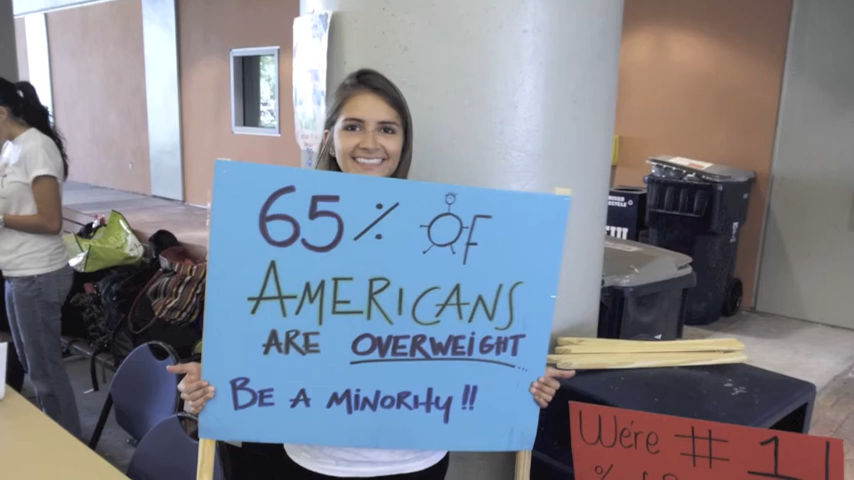 65% OF
AMERICANS
ARE OVERWEIGHT...
BE A MINORITY!!
We're # 1!